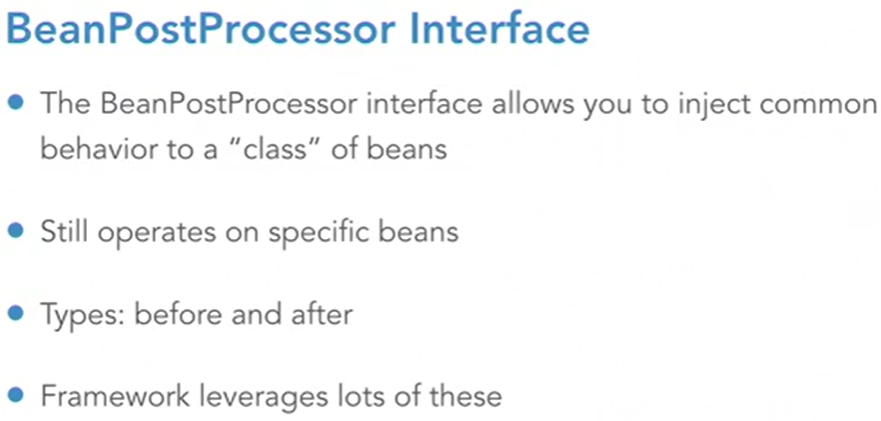 BeanPostProcessor Interface
The BeanPostProcessor interface allows you to inject common
behavior to a “class” of beans
Still operates on specific beans
Types: before and after
Framework leverages lots of these